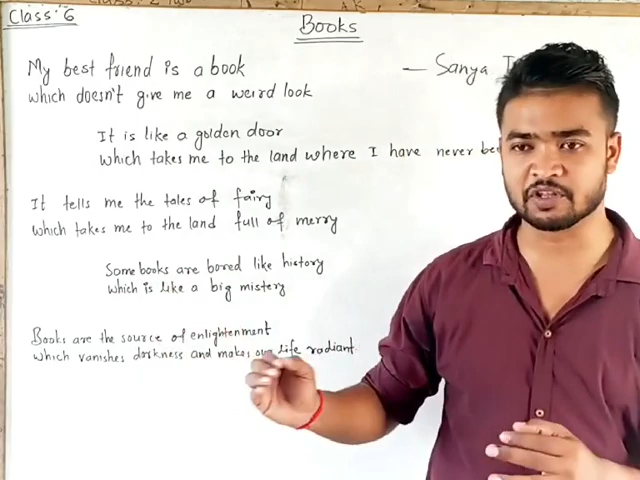 Class '6
Books
My best friend is a book
— Sanya
which doesn't give me a weird look
It is like a golden door
which takes me to the land where I have never
It tells me the tales of fairy
which takes me to the land full of merry
Some books are bored like history
which is like a big mistery
Books are the source of enlightenment
which vanishes darkness and makes our life radiant.